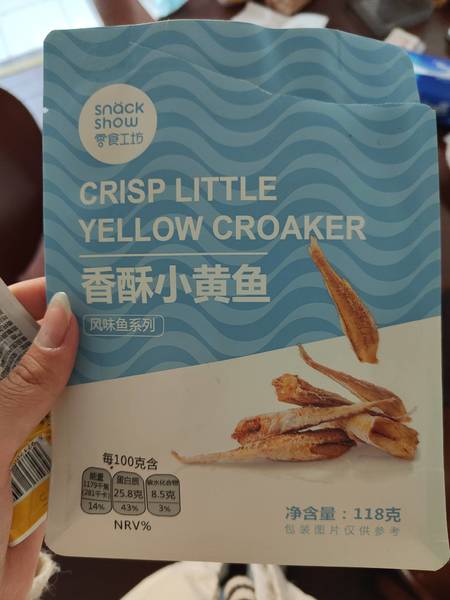 snäck
show
零食工坊
CRISP LITTLE
YELLOW CROAKER
香酥小黄鱼
风味鱼系列
每100克含
能量
1179千焦
(281千卡)
14%
蛋白质
25.8克
43%
碳水化合物
8.5克
3%
NRV%
净含量：118克
包装图片仅供参考